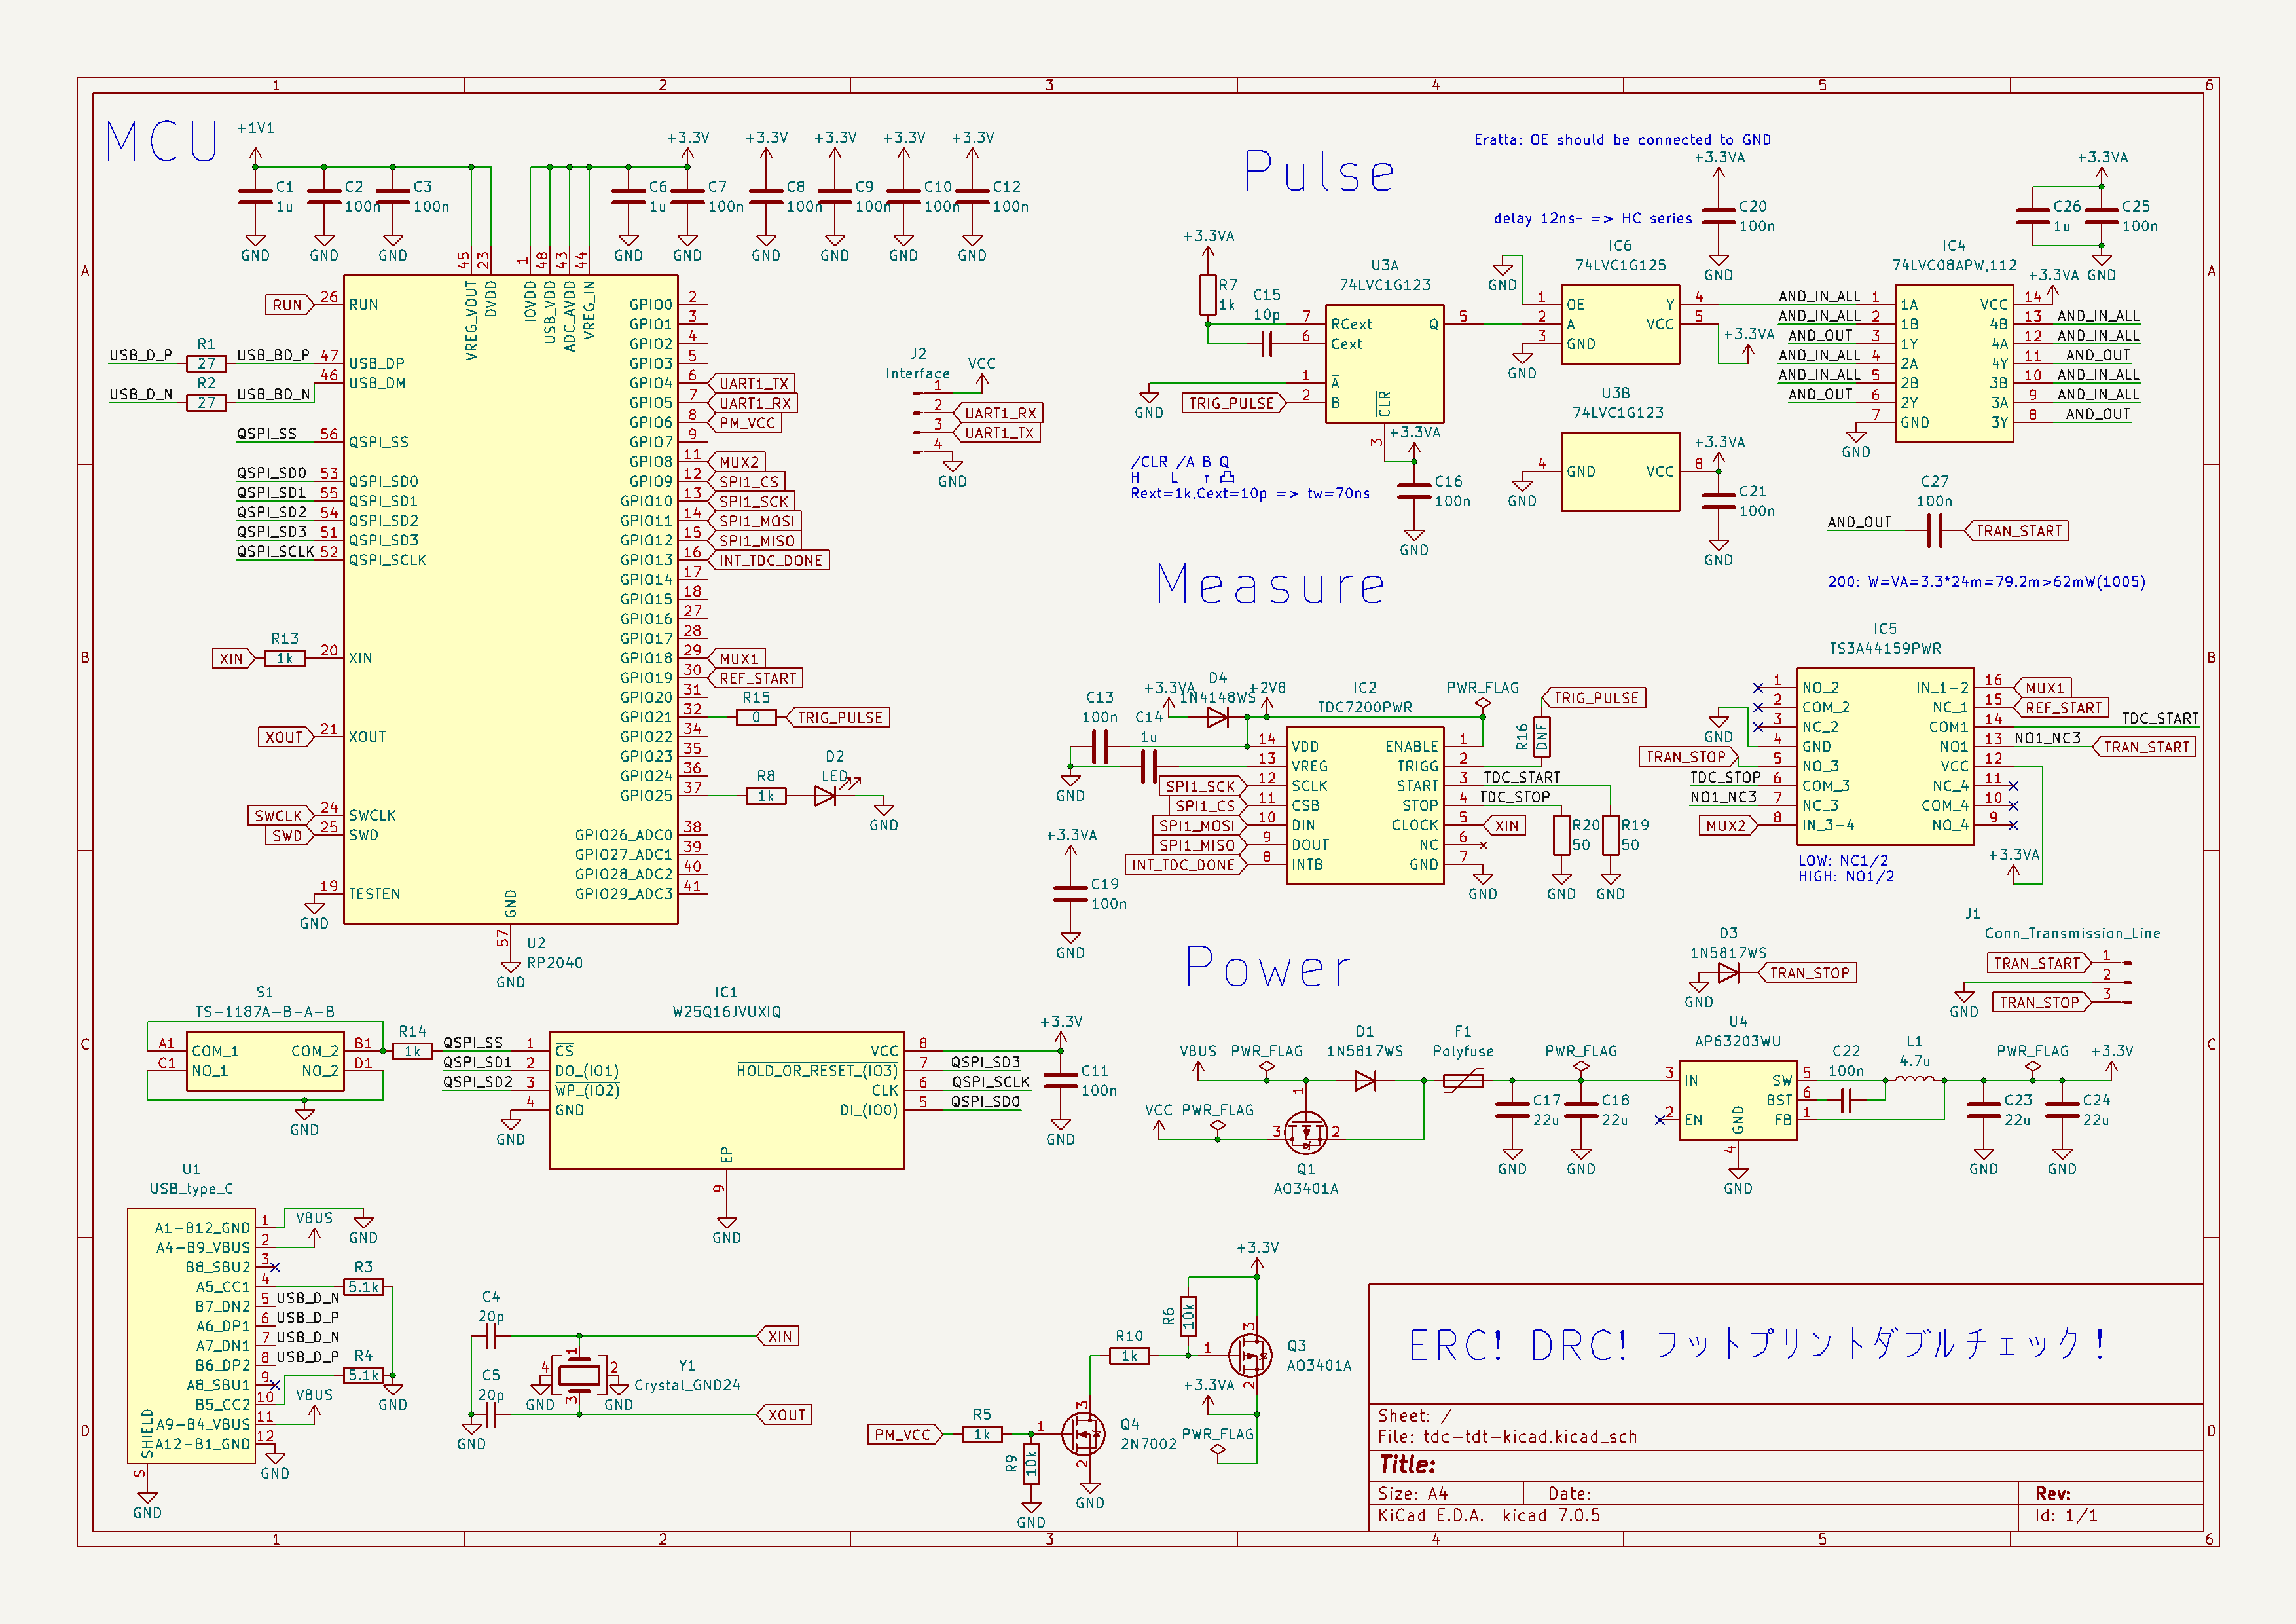 1 2 3 4 5 6
A
B
C
D
MCU
+1V1
C1
1u
GND
C2
100n
GND
C3
100n
GND
+3.3V
C6
1u
GND
C7
100n
GND
+3.3V
C8
100n
GND
+3.3V
C9
100n
GND
+3.3V
C10
100n
GND
+3.3V
C12
100n
GND
45 23 1 48 43 44
VREG_VOUT
DVDD
IOVDD
USB_VDD
ADC_AVDD
VREG_IN
RUN 26 RUN
USB_D_P R1 27 USB_BD_P 47 USB_DP
USB_D_N R2 27 USB_BD_N 46 USB_DM
QSPI_SS 56 QSPI_SS
QSPI_SD0 53 QSPI_SD0
QSPI_SD1 55 QSPI_SD1
QSPI_SD2 54 QSPI_SD2
QSPI_SD3 51 QSPI_SD3
QSPI_SCLK 52 QSPI_SCLK
XIN R13 1k 20 XIN
XOUT 21 XOUT
SWCLK 24 SWCLK
SWD 25 SWD
19 TESTEN
GND
GPIO0 2
GPIO1 3
GPIO2 4
GPIO3 5
GPIO4 6 UART1_TX
GPIO5 7 UART1_RX
GPIO6 8 PM_VCC
GPIO7 9
GPIO8 11 MUX2
GPIO9 12 SPI1_CS
GPIO10 13 SPI1_SCK
GPIO11 14 SPI1_MOSI
GPIO12 15 SPI1_MISO
GPIO13 16 INT_TDC_DONE
GPIO14 17
GPIO15 18
GPIO16 27
GPIO17 28
GPIO18 29 MUX1
GPIO19 30 REF_START
GPIO20 31
GPIO21 32 R15 0 TRIG_PULSE
GPIO22 34
GPIO23 35
GPIO24 36
GPIO25 37 R8 1k D2 LED GND
GPIO26_ADC0 38
GPIO27_ADC1 39
GPIO28_ADC2 40
GPIO29_ADC3 41
GND 57
GND
U2
RP2040
J2
Interface
1 VCC
2 UART1_RX
3 UART1_TX
4
GND
S1
TS-1187A-B-A-B
A1 COM_1 COM_2 B1
C1 NO_1 NO_2 D1
GND
R14
1k
IC1
W25Q16JVUXIQ
QSPI_SS 1 CS
QSPI_SD1 2 DO_(IO1)
QSPI_SD2 3 WP_(IO2)
4 GND
GND
VCC 8
HOLD_OR_RESET_(IO3) 7 QSPI_SD3
CLK 6 QSPI_SCLK
DI_(IO0) 5 QSPI_SD0
EP 9
GND
+3.3V
C11
100n
GND
U1
USB_type_C
A1-B12_GND 1 GND
A4-B9_VBUS 2 VBUS
B8_SBU2 3
A5_CC1 4 R3 5.1k
B7_DN2 5 USB_D_N
A6_DP1 6 USB_D_P
A7_DN1 7 USB_D_N
B6_DP2 8 USB_D_P
A8_SBU1 9
B5_CC2 10 R4 5.1k GND
A9-B4_VBUS 11 VBUS
A12-B1_GND 12 GND
SHIELD S
GND
C4
20p
C5
20p
GND
1 2 3 4
GND
GND
Y1
Crystal_GND24
XIN
XOUT
Pulse
Eratta: OE should be connected to GND
delay 12ns- => HC series
+3.3VA
R7
1k
C15
10p
U3A
74LVC1G123
7 RCext
6 Cext
1 A
2 B
Q 5
CLR 3
GND
TRIG_PULSE
+3.3VA
C16
100n
GND
/CLR /A B Q
H L ↑
Rext=1k,Cext=10p => tw=70ns
+3.3VA
C20
100n
GND
IC6
74LVC1G125
GND
1 OE
2 A
3 GND
GND
Y 4
VCC 5
+3.3VA
U3B
74LVC1G123
4 GND
GND
VCC 8
+3.3VA
C21
100n
GND
+3.3VA
C26
1u
C25
100n
GND
IC4
74LVC08APW,112
AND_IN_ALL 1 1A
AND_IN_ALL 2 1B
AND_OUT 3 1Y
AND_IN_ALL 4 2A
AND_IN_ALL 5 2B
AND_OUT 6 2Y
7 GND
GND
VCC 14 +3.3VA
4B 13 AND_IN_ALL
4A 12 AND_IN_ALL
4Y 11 AND_OUT
3B 10 AND_IN_ALL
3A 9 AND_IN_ALL
3Y 8 AND_OUT
C27
100n
AND_OUT TRAN_START
200: W=VA=3.3*24m=79.2m>62mW(1005)
Measure
+3.3VA
D4
1N4148WS
+2V8
C13
100n
C14
1u
GND
IC2
TDC7200PWR
14 VDD
13 VREG
SPI1_SCK 12 SCLK
SPI1_CS 11 CSB
SPI1_MOSI 10 DIN
SPI1_MISO 9 DOUT
INT_TDC_DONE 8 INTB
ENABLE 1 PWR_FLAG
TRIGG 2
START 3 TDC_START
STOP 4 TDC_STOP
CLOCK 5 XIN
NC 6
GND 7
GND
R16
DNF
TRIG_PULSE
R20
50
GND
R19
50
GND
+3.3VA
C19
100n
GND
IC5
TS3A44159PWR
1 NO_2
2 COM_2
3 NC_2
4 GND
GND
TRAN_STOP 5 NO_3
TDC_STOP 6 COM_3
NO1_NC3 7 NC_3
MUX2 8 IN_3-4
IN_1-2 16 MUX1
NC_1 15 REF_START
COM1 14 TDC_START
NO1 13 NO1_NC3 TRAN_START
VCC 12
NC_4 11
COM_4 10
NO_4 9
+3.3VA
LOW: NC1/2
HIGH: NO1/2
D3
1N5817WS
GND
TRAN_STOP
J1
Conn_Transmission_Line
TRAN_START 1
2
GND
TRAN_STOP 3
Power
VBUS
PWR_FLAG
VCC
PWR_FLAG
D1
1N5817WS
1 2 3
Q1
AO3401A
F1
Polyfuse
PWR_FLAG
C17
22u
GND
C18
22u
GND
U4
AP63203WU
3 IN
2 EN
GND 4
GND
SW 5
BST 6
FB 1
C22
100n
L1
4.7u
PWR_FLAG
+3.3V
C23
22u
GND
C24
22u
GND
+3.3V
R6
10k
R10
1k
1 2 3
Q3
AO3401A
+3.3VA
PWR_FLAG
PM_VCC
R5
1k
R9
10k
GND
1 2 3
Q4
2N7002
GND
ERC! DRC! フットプリントダブルチェック!
Sheet: /
File: tdc-tdt-kicad.kicad_sch
Title:
Size: A4 Date: Rev:
KiCad E.D.A. kicad 7.0.5 Id: 1/1
A
B
C
D
1 2 3 4 5 6